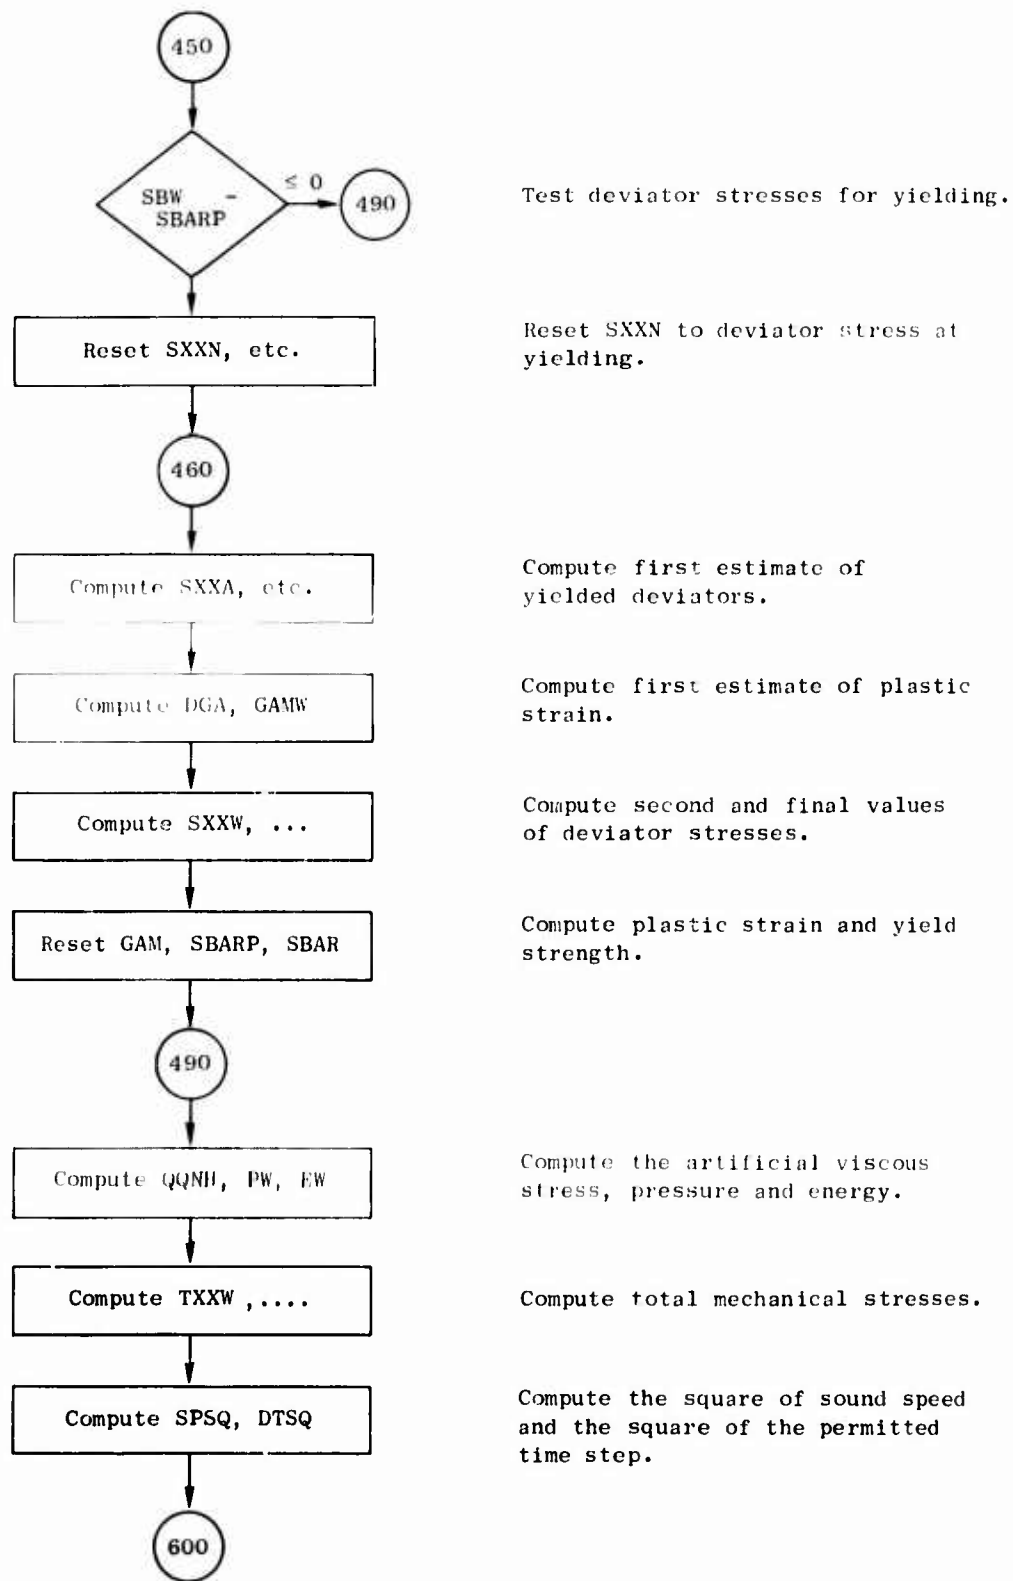 450
SBW -
SBARP
≤ 0
490
Test deviator stresses for yielding.
Reset SXXN, etc.
Reset SXXN to deviator stress at
yielding.
460
Compute SXXA, etc.
Compute first estimate of
yielded deviators.
Compute DGA, GAMW
Compute first estimate of plastic
strain.
Compute SXXW, ...
Compute second and final values
of deviator stresses.
Reset GAM, SBARP, SBAR
Compute plastic strain and yield
strength.
490
Compute QQNH, PW, EW
Compute the artificial viscous
stress, pressure and energy.
Compute TXXW ,....
Compute total mechanical stresses.
Compute SPSQ, DTSQ
Compute the square of sound speed
and the square of the permitted
time step.
600